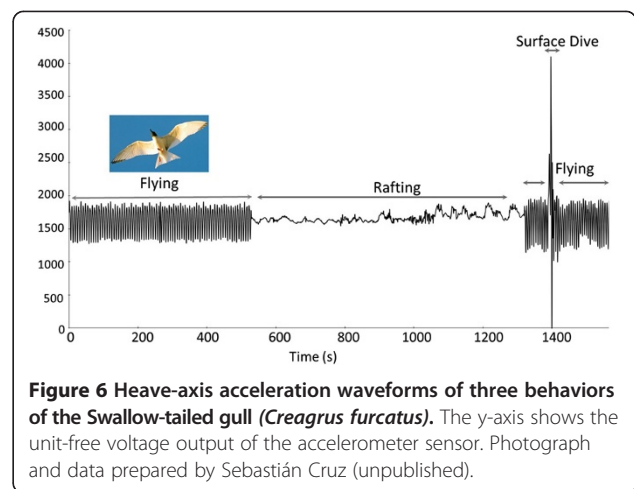 4500
4000
3500
3000
2500
2000
1500
1000
500
0
Surface Dive
Flying
Rafting
Flying
0 200 400 600 800 1000 1200 1400
Time (s)
Figure 6 Heave-axis acceleration waveforms of three behaviors
of the Swallow-tailed gull (Creagrus furcatus). The y-axis shows the
unit-free voltage output of the accelerometer sensor. Photograph
and data prepared by Sebastián Cruz (unpublished).